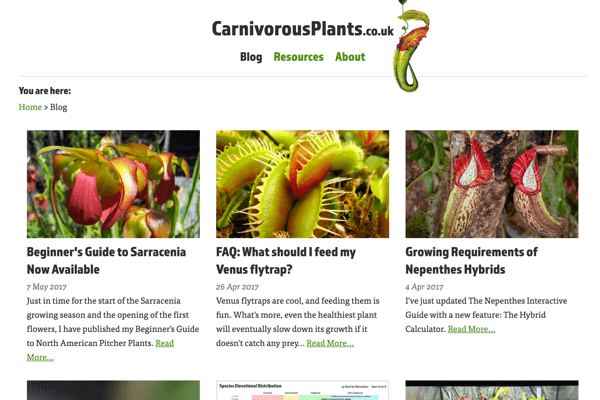 CarnivorousPlants.co.uk
Blog Resources About
You are here:
Home > Blog
Beginner's Guide to Sarracenia
Now Available
7 May 2017
Just in time for the start of the Sarracenia
growing season and the opening of the first
flowers, I have published my Beginner's Guide
to North American Pitcher Plants. Read
More...
FAQ: What should I feed my
Venus flytrap?
26 Apr 2017
Venus flytraps are cool, and feeding them is
fun. What's more, even the healthiest plant
will eventually slow down its growth if it
doesn't catch any prey... Read More...
Growing Requirements of
Nepenthes Hybrids
4 Apr 2017
I've just updated The Nepenthes Interactive
Guide with a new feature: The Hybrid
Calculator. Read More...
Species Elevational Distribution